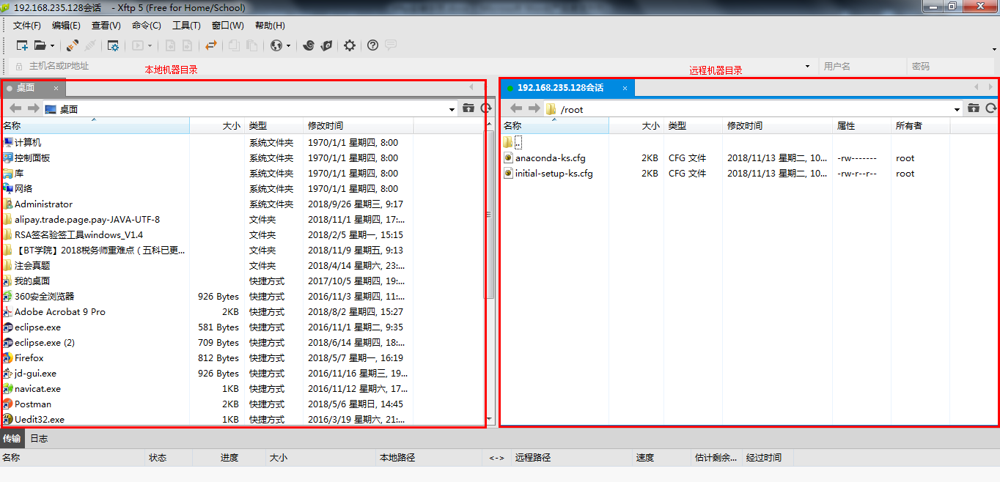 192.168.235.128会话 - Xftp 5 (Free for Home/School)
文件(F) 编辑(E) 查看(V) 命令(C) 工具(T) 窗口(W) 帮助(H)
主机名或IP地址 用户名 密码
本地机器目录 远程机器目录
桌面 192.168.235.128会话
桌面 /root
名称 大小 类型 修改时间 名称 大小 类型 修改时间 属性 所有者
计算机 系统文件夹 1970/1/1 星期四, 8:00 ..
控制面板 系统文件夹 1970/1/1 星期四, 8:00 anaconda-ks.cfg 2KB CFG 文件 2018/11/13 星期二, 10... -rw------- root
库 系统文件夹 1970/1/1 星期四, 8:00 initial-setup-ks.cfg 2KB CFG 文件 2018/11/13 星期二, 10... -rw-r--r-- root
网络 系统文件夹 1970/1/1 星期四, 8:00
Administrator 系统文件夹 2018/9/26 星期三, 9:17
alipay.trade.page.pay-JAVA-UTF-8 文件夹 2018/11/1 星期四, 17:...
RSA签名验签工具windows_V1.4 文件夹 2018/2/5 星期一, 15:15
【BT学院】2018税务师重难点（五科已更... 文件夹 2018/11/9 星期五, 9:13
注会真题 文件夹 2018/4/14 星期六, 23:...
我的桌面 快捷方式 2017/10/5 星期四, 19:...
360安全浏览器 926 Bytes 快捷方式 2016/11/3 星期四, 11:...
Adobe Acrobat 9 Pro 2KB 快捷方式 2018/8/2 星期四, 15:27
eclipse.exe 581 Bytes 快捷方式 2016/11/1 星期二, 9:35
eclipse.exe (2) 709 Bytes 快捷方式 2018/6/14 星期四, 18:...
Firefox 812 Bytes 快捷方式 2018/5/7 星期一, 16:19
jd-gui.exe 926 Bytes 快捷方式 2016/11/16 星期三, 19...
navicat.exe 1KB 快捷方式 2016/11/12 星期六, 17...
Postman 2KB 快捷方式 2018/5/6 星期日, 14:45
Uedit32.exe 1KB 快捷方式 2016/3/19 星期六, 21:...
传输 日志
名称 状态 进度 大小 本地路径 <-> 远程路径 速度 估计剩余... 经过时间